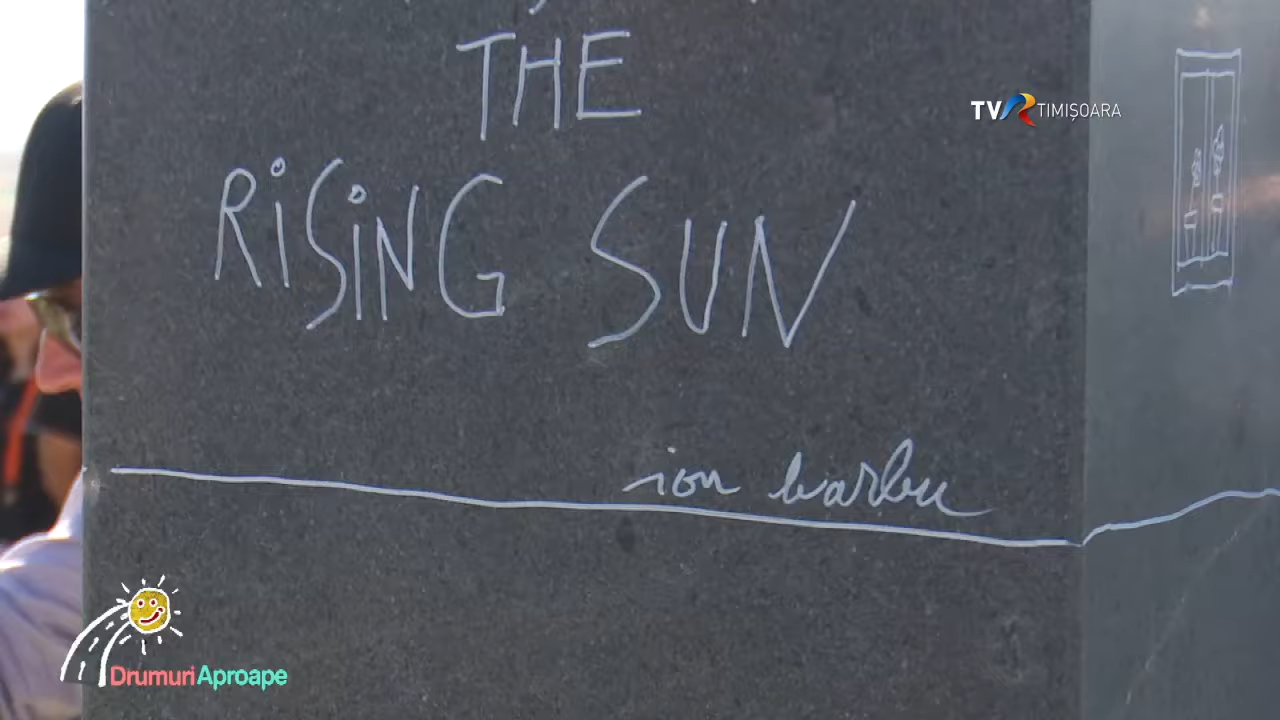 THE
RiSiNG SUN
TVR TIMIȘOARA
ion barbu
DrumuriAproape